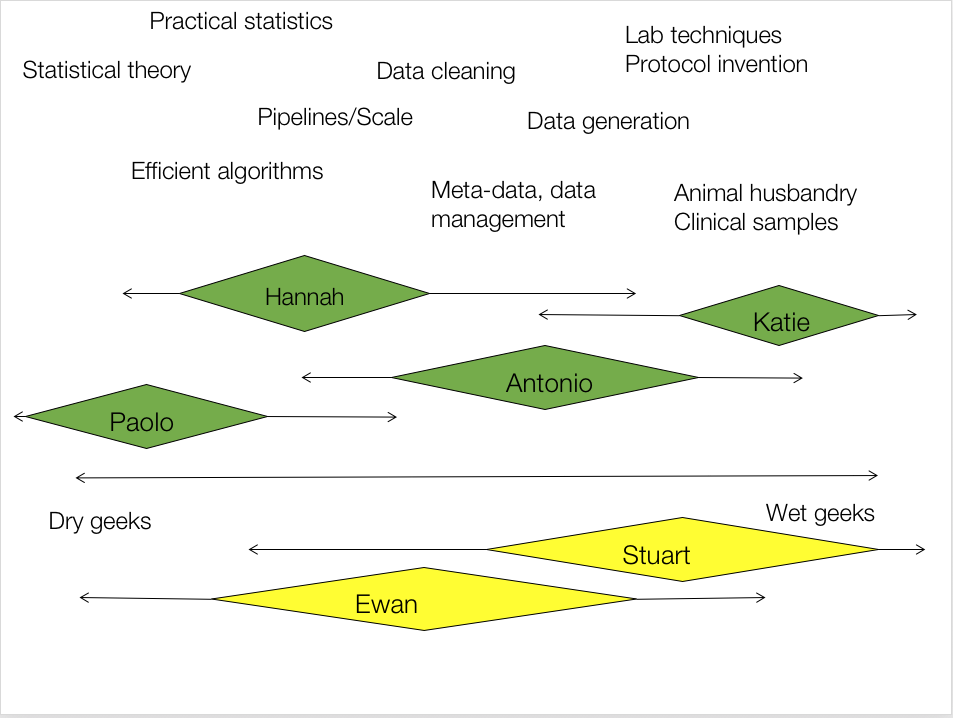 Practical statistics
Lab techniques
Protocol invention
Statistical theory
Data cleaning
Pipelines/Scale
Data generation
Efficient algorithms
Meta-data, data
management
Animal husbandry
Clinical samples
Hannah
Katie
Antonio
Paolo
Dry geeks
Wet geeks
Stuart
Ewan